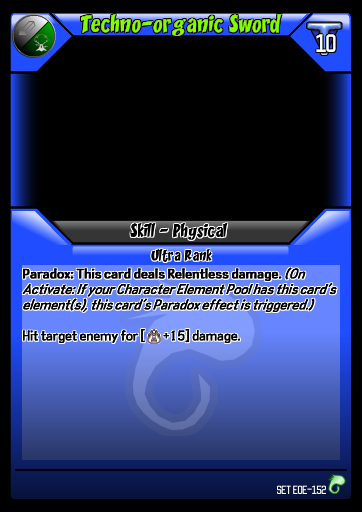 Techno-organic Sword
10
Skill - Physical
Ultra Rank
Paradox: This card deals Relentless damage. (On
Activate: If your Character Element Pool has this card's
element(s), this card's Paradox effect is triggered.)
Hit target enemy for [ +15] damage.
SET EOE-152